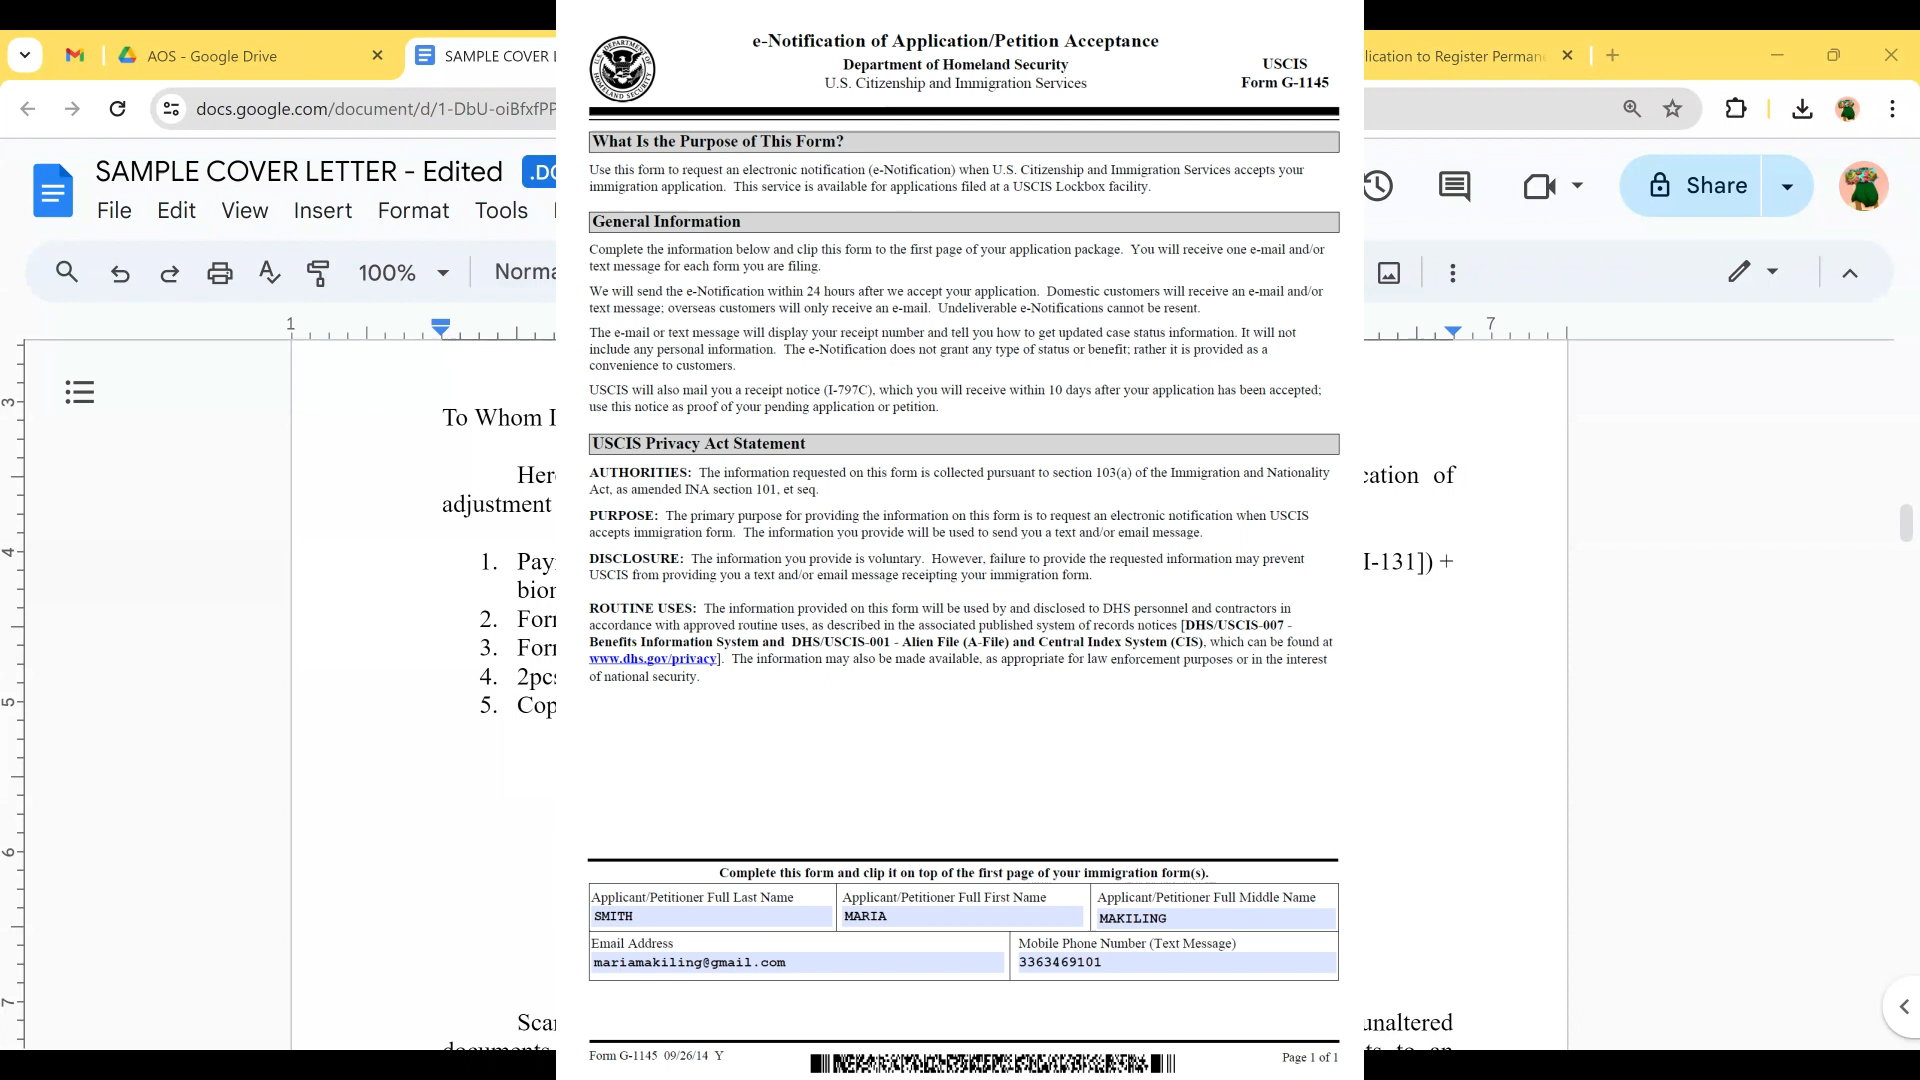 AOS - Google Drive
SAMPLE COVER L
lication to Register Perman
docs.google.com/document/d/1-DbU-oiBfxfPP
SAMPLE COVER LETTER - Edited
.DO
Share
File Edit View Insert Format Tools
100%
Norma
1
7
3
4
5
6
7
To Whom I
Her
cation of
adjustment
1. Pay
I-131]) +
bion
2. For
3. For
4. 2pcs
5. Cop
Scan
unaltered
e-Notification of Application/Petition Acceptance
Department of Homeland Security
U.S. Citizenship and Immigration Services
USCIS
Form G-1145
What Is the Purpose of This Form?
Use this form to request an electronic notification (e-Notification) when U.S. Citizenship and Immigration Services accepts your
immigration application. This service is available for applications filed at a USCIS Lockbox facility.
General Information
Complete the information below and clip this form to the first page of your application package. You will receive one e-mail and/or
text message for each form you are filing.
We will send the e-Notification within 24 hours after we accept your application. Domestic customers will receive an e-mail and/or
text message; overseas customers will only receive an e-mail. Undeliverable e-Notifications cannot be resent.
The e-mail or text message will display your receipt number and tell you how to get updated case status information. It will not
include any personal information. The e-Notification does not grant any type of status or benefit; rather it is provided as a
convenience to customers.
USCIS will also mail you a receipt notice (I-797C), which you will receive within 10 days after your application has been accepted;
use this notice as proof of your pending application or petition.
USCIS Privacy Act Statement
AUTHORITIES: The information requested on this form is collected pursuant to section 103(a) of the Immigration and Nationality
Act, as amended INA section 101, et seq.
PURPOSE: The primary purpose for providing the information on this form is to request an electronic notification when USCIS
accepts immigration form. The information you provide will be used to send you a text and/or email message.
DISCLOSURE: The information you provide is voluntary. However, failure to provide the requested information may prevent
USCIS from providing you a text and/or email message receipting your immigration form.
ROUTINE USES: The information provided on this form will be used by and disclosed to DHS personnel and contractors in
accordance with approved routine uses, as described in the associated published system of records notices [DHS/USCIS-007 -
Benefits Information System and DHS/USCIS-001 - Alien File (A-File) and Central Index System (CIS), which can be found at
www.dhs.gov/privacy]. The information may also be made available, as appropriate for law enforcement purposes or in the interest
of national security.
Complete this form and clip it on top of the first page of your immigration form(s).
Applicant/Petitioner Full Last Name
SMITH
Applicant/Petitioner Full First Name
MARIA
Applicant/Petitioner Full Middle Name
MAKILING
Email Address
mariamakiling@gmail.com
Mobile Phone Number (Text Message)
3363469101
Form G-1145 09/26/14 Y
Page 1 of 1